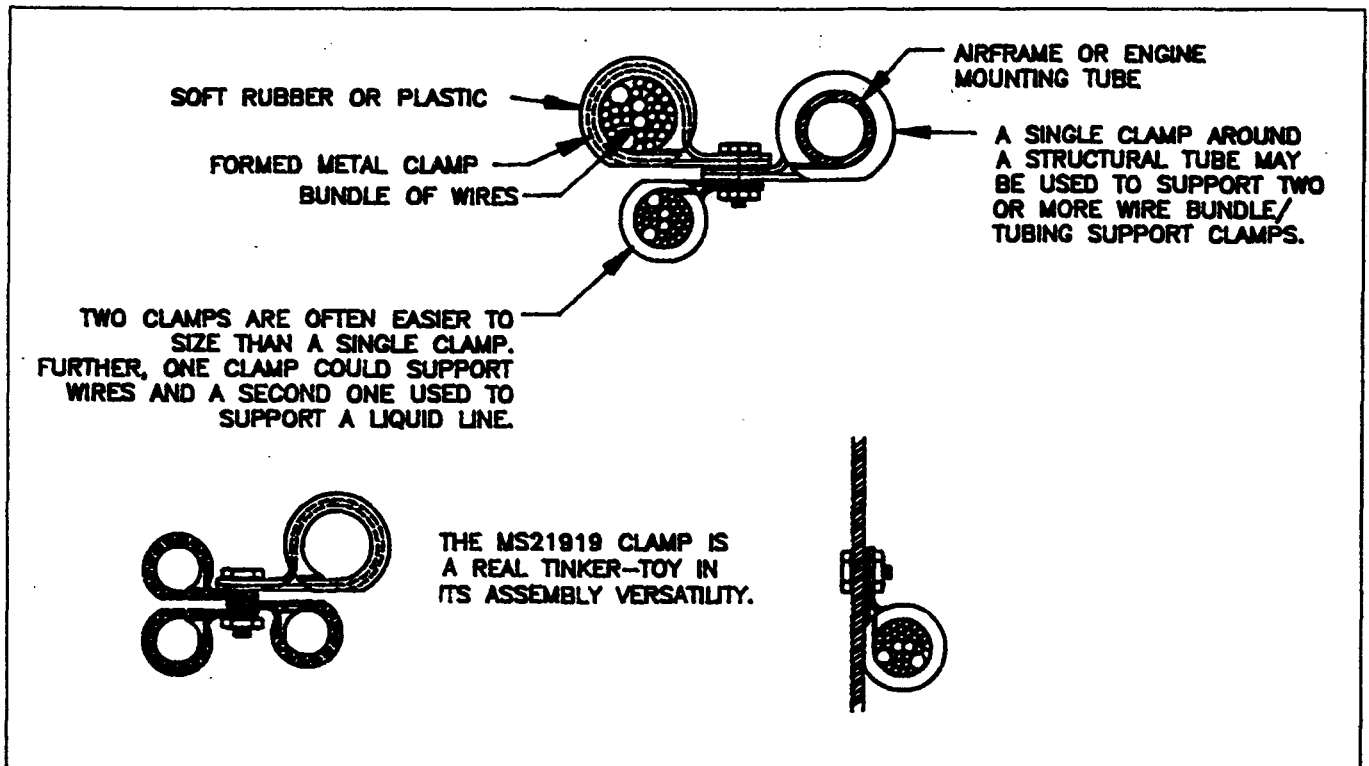 SOFT RUBBER OR PLASTIC
FORMED METAL CLAMP
BUNDLE OF WIRES
AIRFRAME OR ENGINE
MOUNTING TUBE
A SINGLE CLAMP AROUND
A STRUCTURAL TUBE MAY
BE USED TO SUPPORT TWO
OR MORE WIRE BUNDLE/
TUBING SUPPORT CLAMPS.
TWO CLAMPS ARE OFTEN EASIER TO
SIZE THAN A SINGLE CLAMP.
FURTHER, ONE CLAMP COULD SUPPORT
WIRES AND A SECOND ONE USED TO
SUPPORT A LIQUID LINE.
THE MS21919 CLAMP IS
A REAL TINKER-TOY IN
ITS ASSEMBLY VERSATILITY.